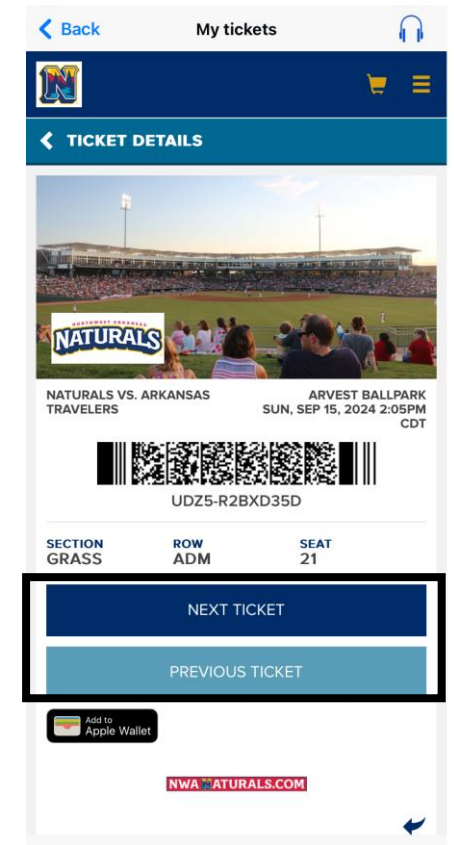 Back
My tickets
N
TICKET DETAILS
NORTHWEST ARKANSAS
NATURALS
NATURALS VS. ARKANSAS
TRAVELERS
ARVEST BALLPARK
SUN, SEP 15, 2024 2:05PM
CDT
UDZ5-R2BXD35D
SECTION ROW SEAT
GRASS ADM 21
NEXT TICKET
PREVIOUS TICKET
Add to
Apple Wallet
NWA NATURALS.COM